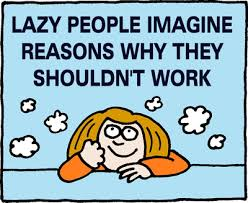 LAZY PEOPLE IMAGINE
REASONS WHY THEY
SHOULDN'T WORK